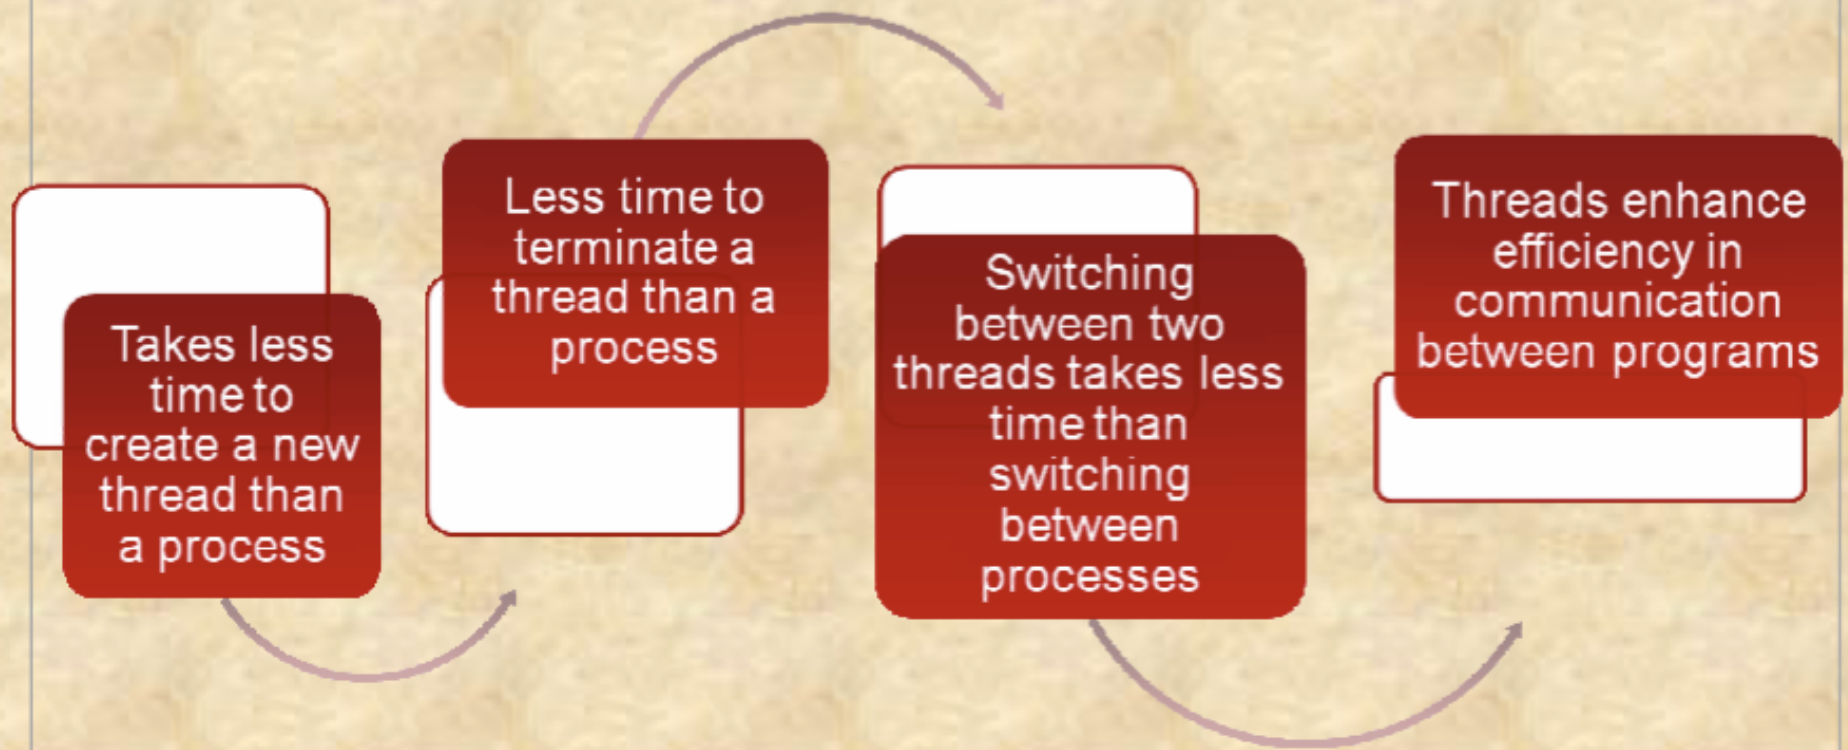 Takes less
time to
create a new
thread than
a process
Less time to
terminate a
thread than a
process
Switching
between two
threads takes less
time than
switching
between
processes
Threads enhance
efficiency in
communication
between programs